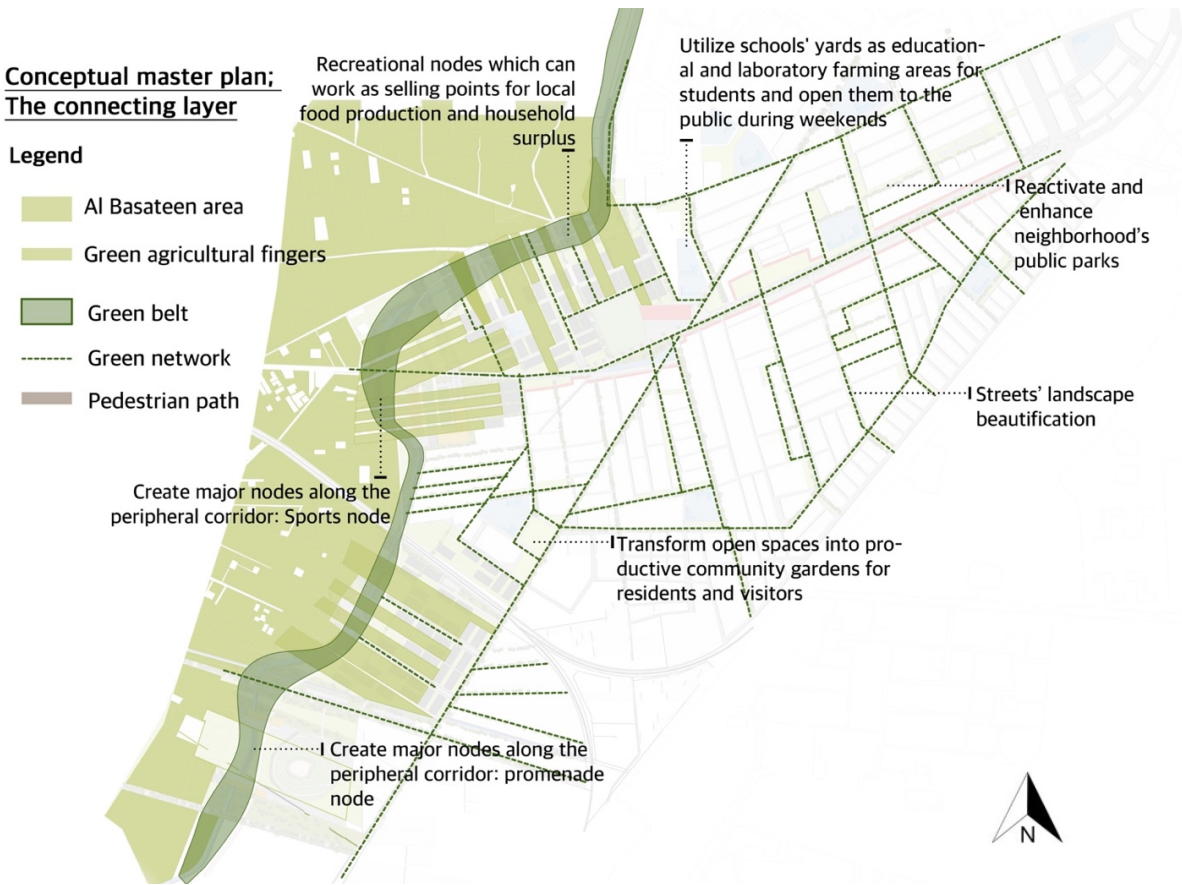 Conceptual master plan;
The connecting layer
Legend
Al Basateen area
Green agricultural fingers
Green belt
Green network
Pedestrian path
Recreational nodes which can
work as selling points for local
food production and household
surplus
Utilize schools' yards as education-
al and laboratory farming areas for
students and open them to the
public during weekends
Reactivate and
enhance
neighborhood's
public parks
Streets' landscape
beautification
Create major nodes along the
peripheral corridor: Sports node
Transform open spaces into pro-
ductive community gardens for
residents and visitors
Create major nodes along the
peripheral corridor: promenade
node
N